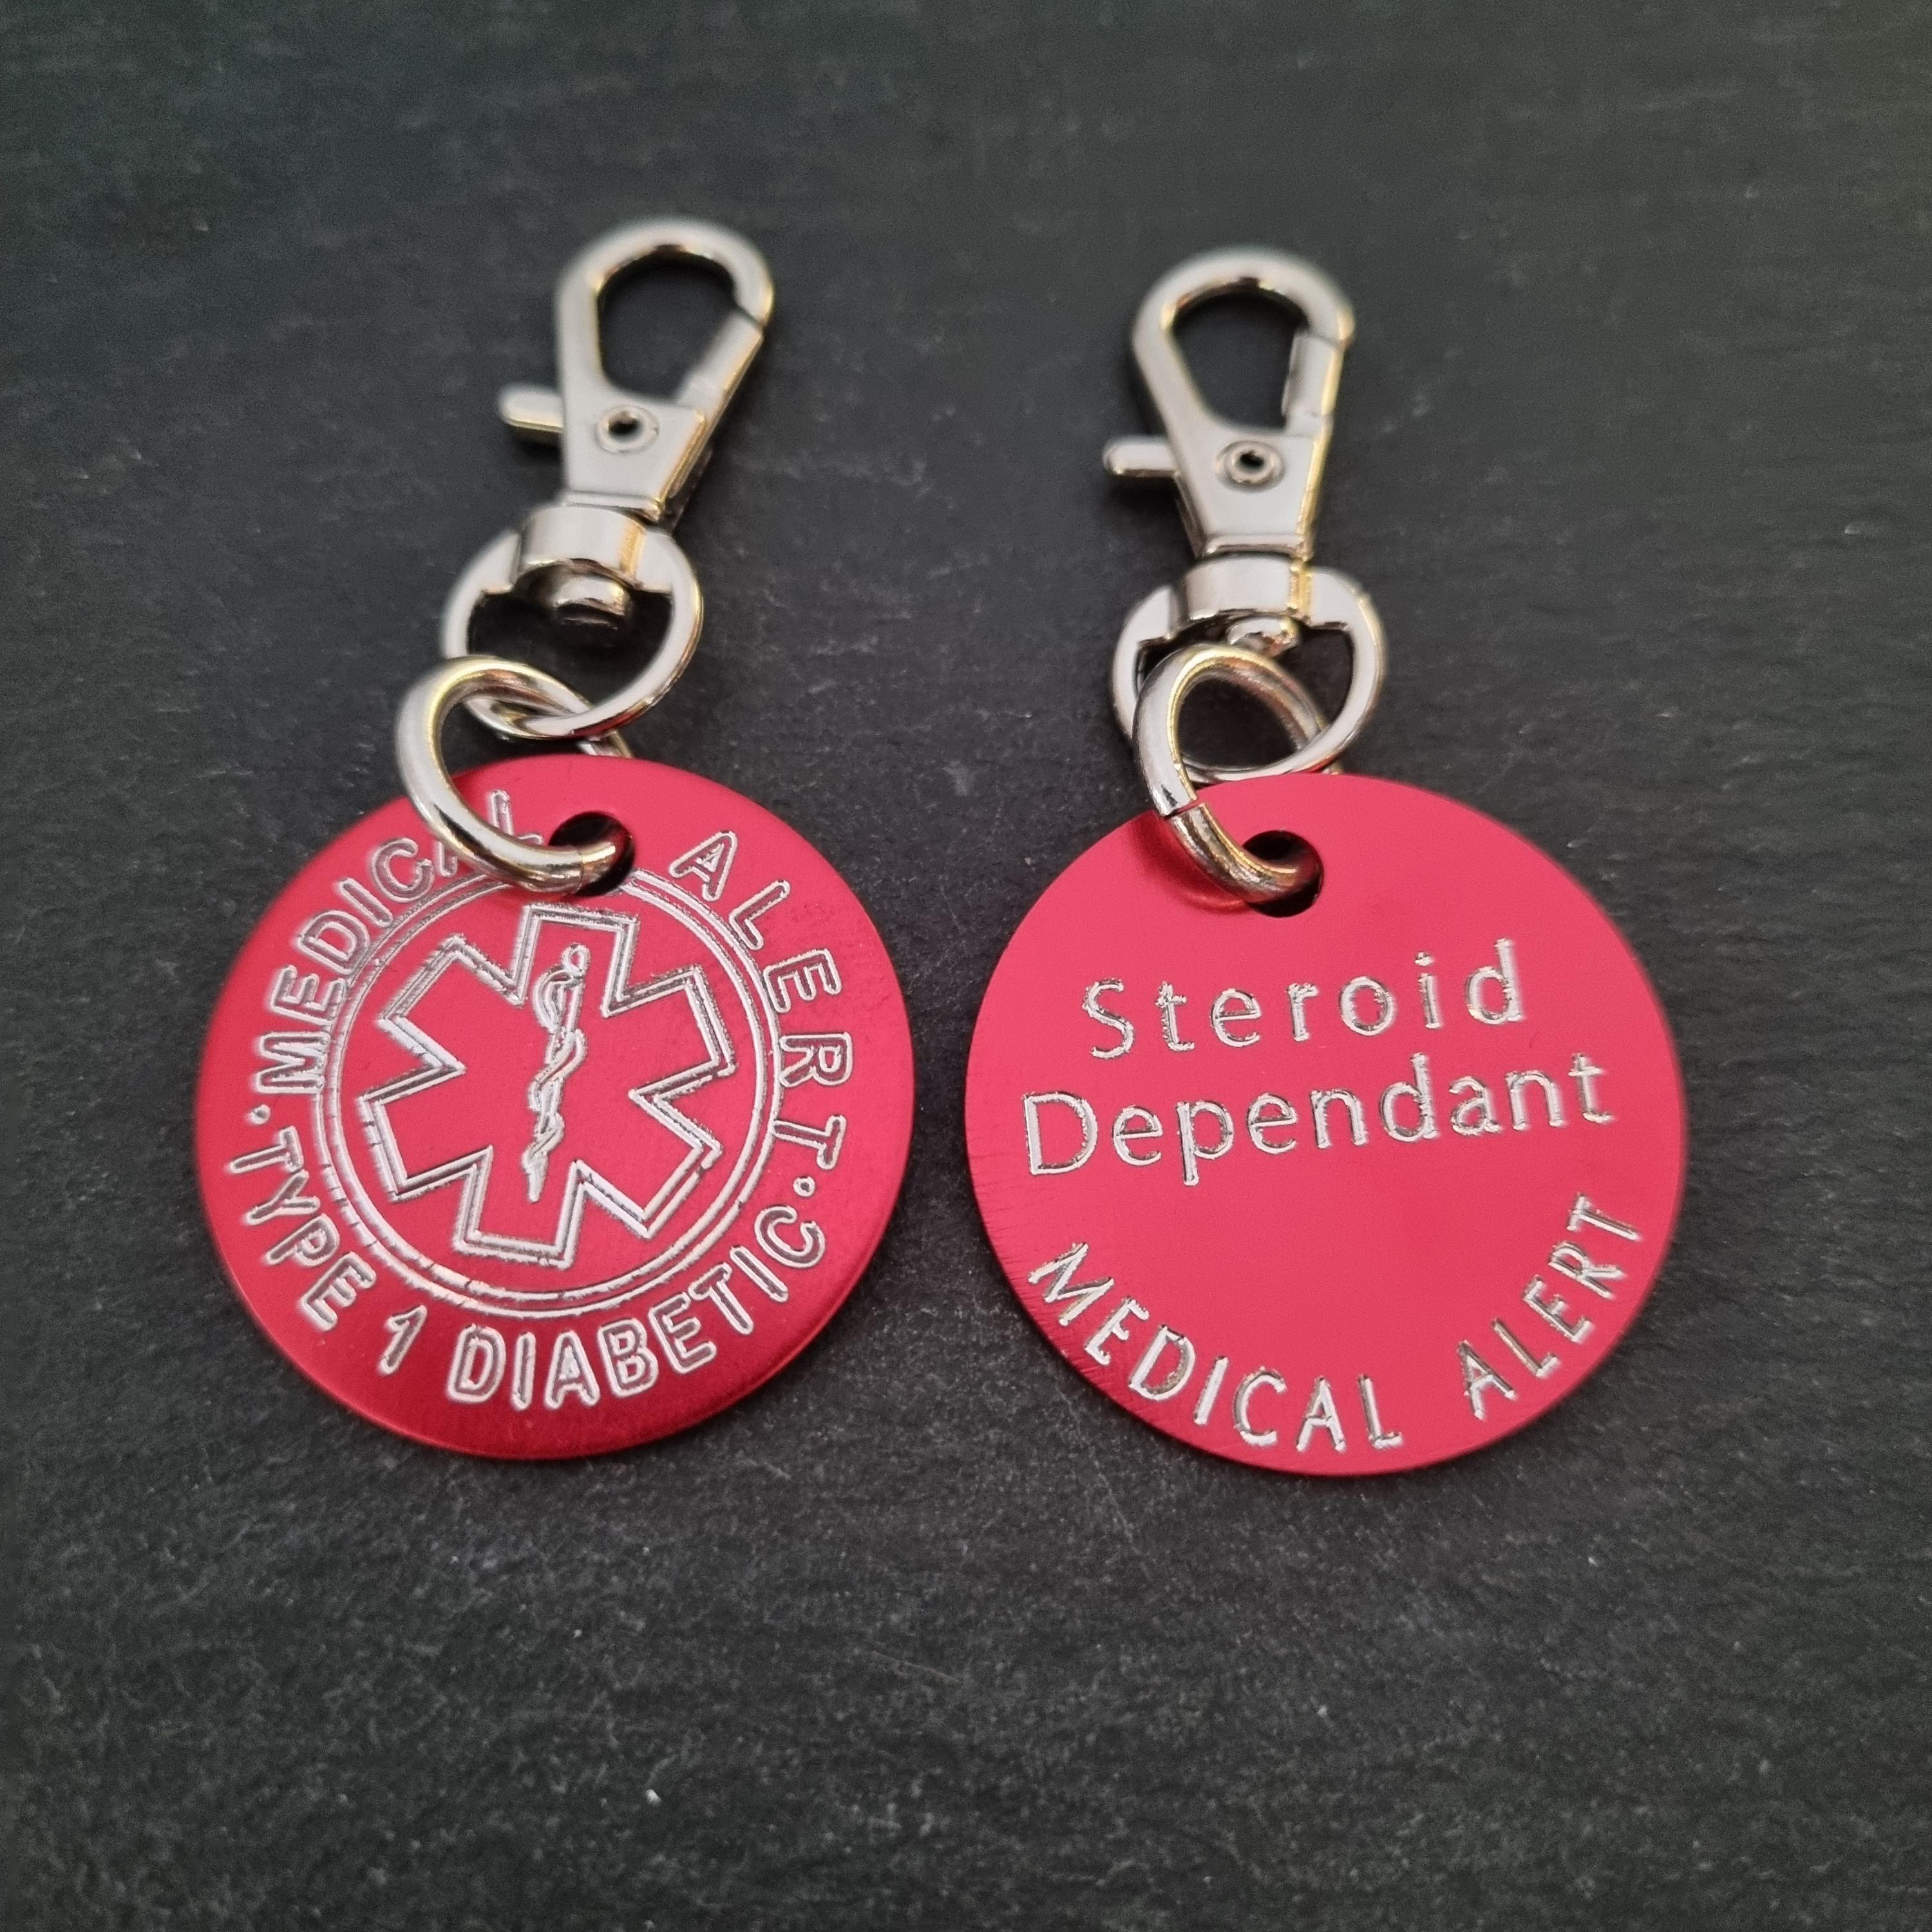 MEDICAL ALERT
·TYPE 1 DIABETIC·
Steroid
Dependant
MEDICAL ALERT